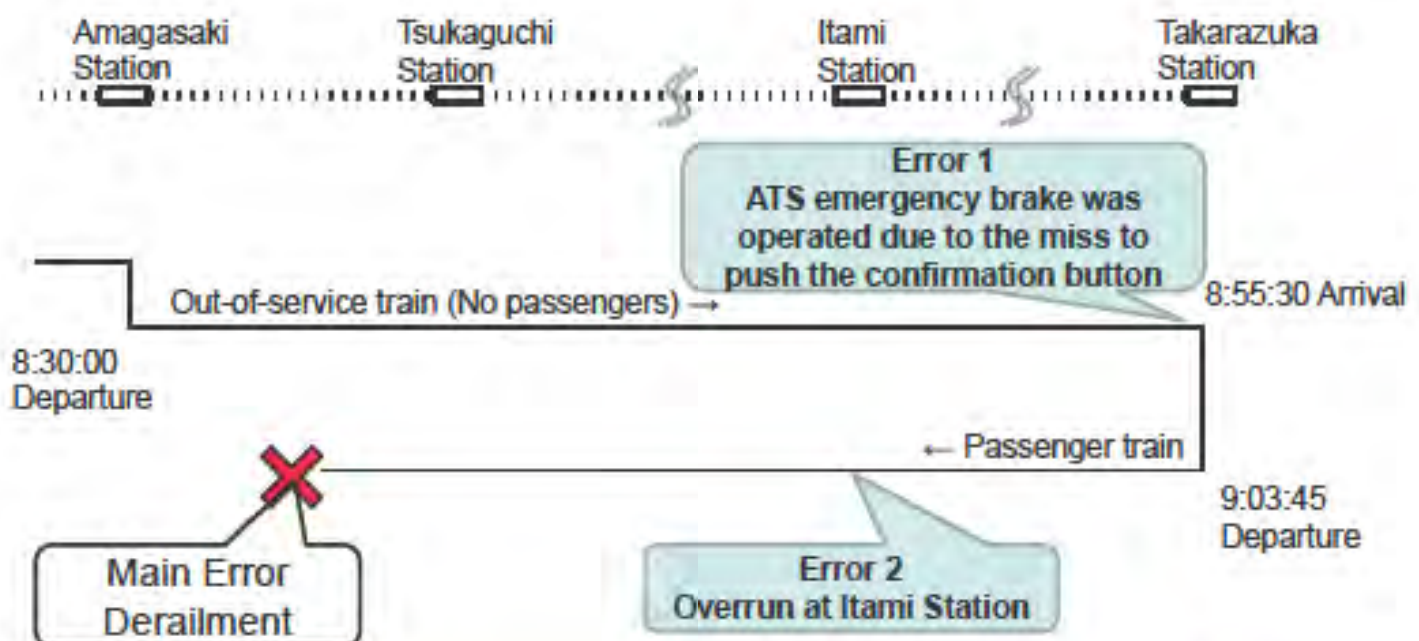 Amagasaki
Station
Tsukaguchi
Station
Itami
Station
Takarazuka
Station
Error 1
ATS emergency brake was
operated due to the miss to
push the confirmation button
Out-of-service train (No passengers) →
8:55:30 Arrival
8:30:00
Departure
← Passenger train
9:03:45
Departure
Main Error
Derailment
Error 2
Overrun at Itami Station